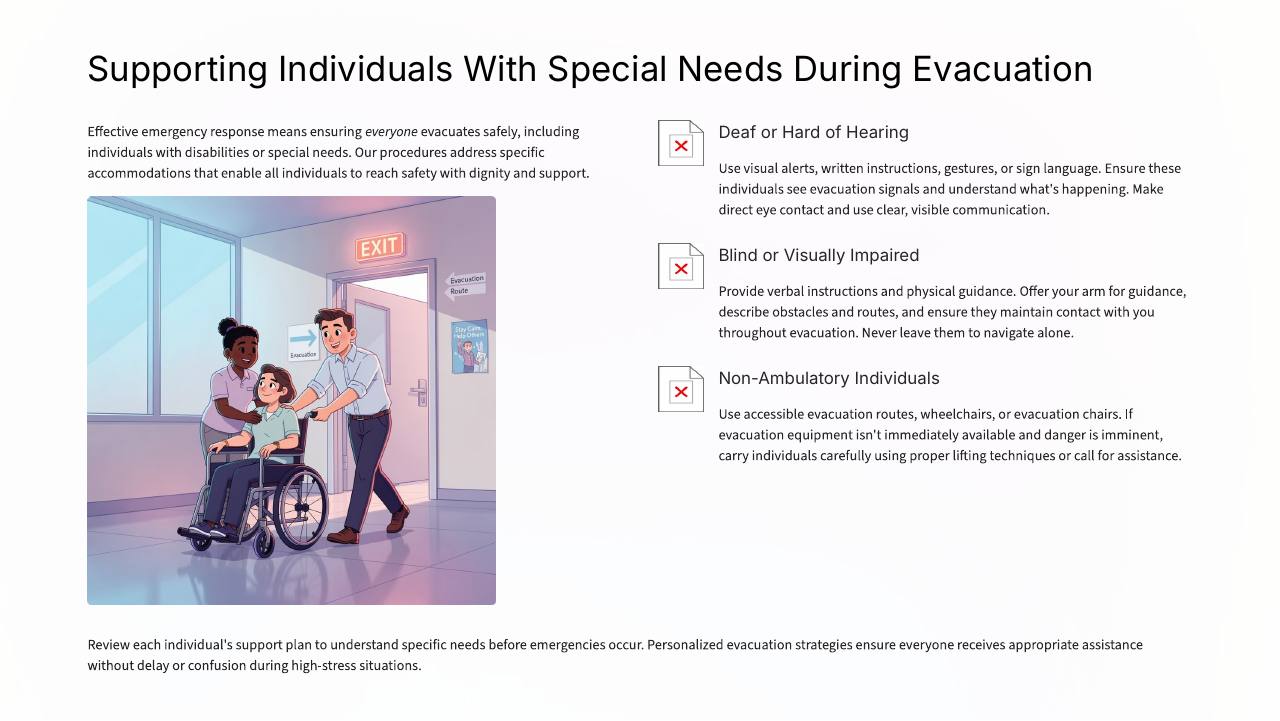 Supporting Individuals With Special Needs During Evacuation
Effective emergency response means ensuring everyone evacuates safely, including
individuals with disabilities or special needs. Our procedures address specific
accommodations that enable all individuals to reach safety with dignity and support.
EXIT
Evacuation
Route
Stay Calm,
Help Others
Evacuation
Deaf or Hard of Hearing
Use visual alerts, written instructions, gestures, or sign language. Ensure these
individuals see evacuation signals and understand what's happening. Make
direct eye contact and use clear, visible communication.
Blind or Visually Impaired
Provide verbal instructions and physical guidance. Offer your arm for guidance,
describe obstacles and routes, and ensure they maintain contact with you
throughout evacuation. Never leave them to navigate alone.
Non-Ambulatory Individuals
Use accessible evacuation routes, wheelchairs, or evacuation chairs. If
evacuation equipment isn't immediately available and danger is imminent,
carry individuals carefully using proper lifting techniques or call for assistance.
Review each individual's support plan to understand specific needs before emergencies occur. Personalized evacuation strategies ensure everyone receives appropriate assistance
without delay or confusion during high-stress situations.